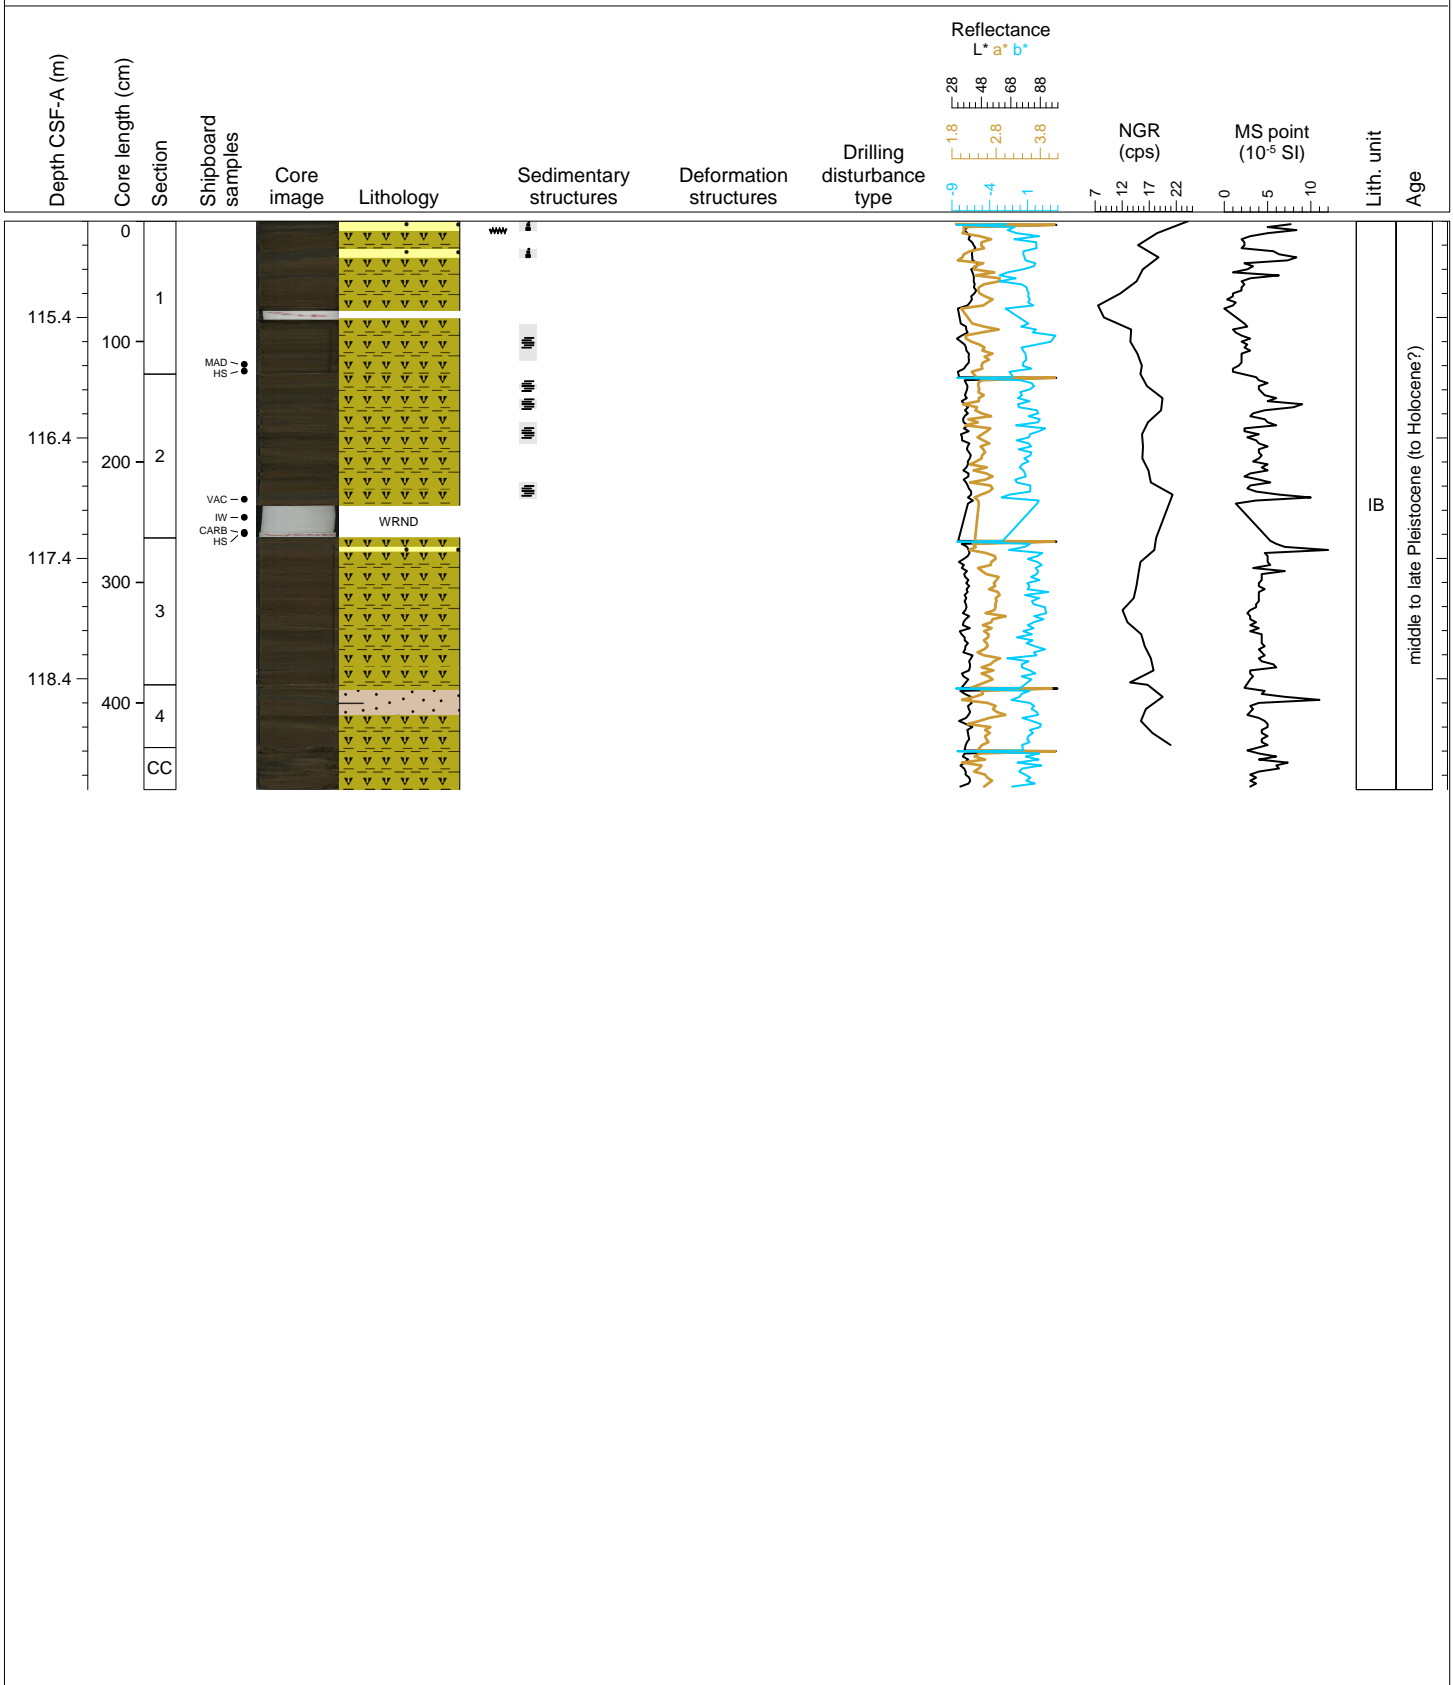 Reflectance
L* a* b*
28 48 68 88
1.8 2.8 3.8
-9 -4 1
Depth CSF-A (m)
Core length (cm)
Section
Shipboard
samples
Core
image
Lithology
Sedimentary
structures
Deformation
structures
Drilling
disturbance
type
NGR
(cps)
7 12 17 22
MS point
(10-5 SI)
0 5 10
Lith. unit
Age
0
1
115.4
100
MAD
HS
116.4
200
2
VAC
IW
CARB
HS
WRND
IB
middle to late Pleistocene (to Holocene?)
117.4
300
3
118.4
400
4
CC